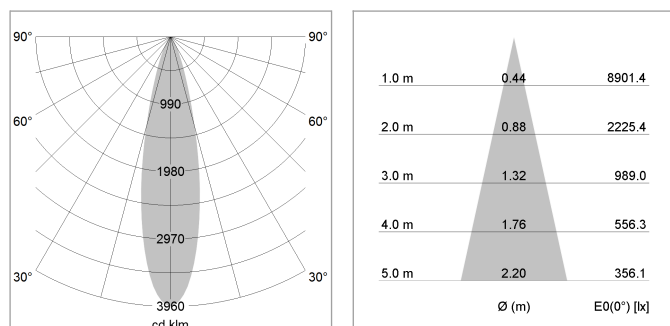 90°
90°
990
60°
60°
1980
2970
30°
30°
3960
cd klm
1.0 m 0.44 8901.4
2.0 m 0.88 2225.4
3.0 m 1.32 989.0
4.0 m 1.76 556.3
5.0 m 2.20 356.1
Ø (m) E0(0°) [lx]